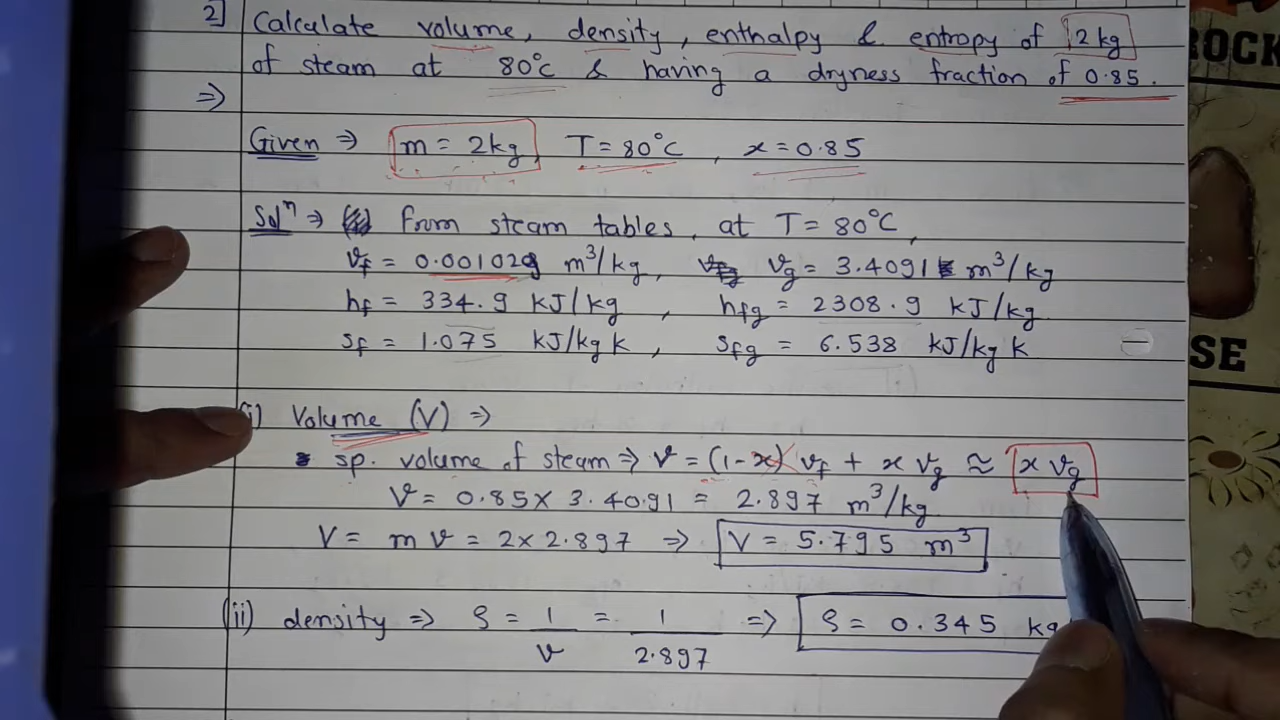 2] Calculate volume, density, enthalpy & entropy of 2 kg
of steam at 80°c & having a dryness fraction of 0.85.
⇒
Given ⇒ m = 2kg, T = 80°C, x = 0.85
Solⁿ ⇒ From steam tables, at T = 80°C,
vf = 0.001029 m³/kg, vg = 3.4091 m³/kg
hf = 334.9 KJ/kg, hfg = 2308.9 KJ/kg
sf = 1.075 kJ/kg K, sfg = 6.538 kJ/kg K
(i) Volume (V) ⇒
sp. volume of steam ⇒ v = (1-x) vf + x vg ≈ x vg
v = 0.85 x 3.4091 = 2.897 m³/kg
V = m v = 2 x 2.897 ⇒ V = 5.795 m³
(ii) density ⇒ ρ = 1/v = 1/2.897 ⇒ ρ = 0.345 kg
ROCK
SE